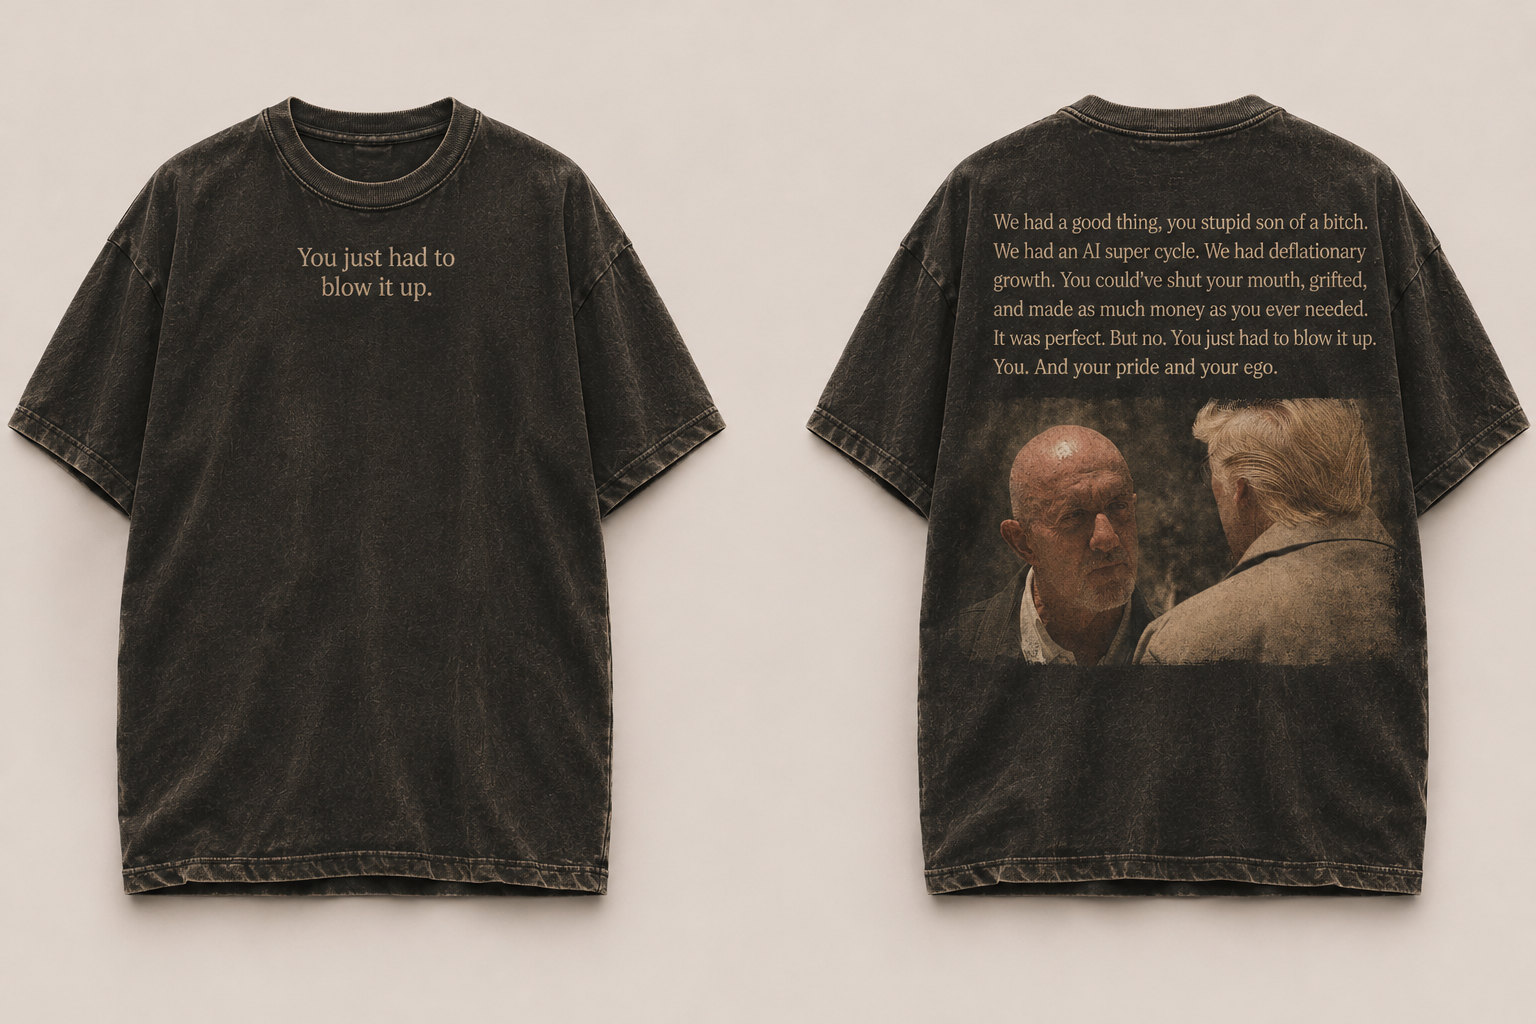 You just had to
blow it up.
We had a good thing, you stupid son of a bitch.
We had an AI super cycle. We had deflationary
growth. You could’ve shut your mouth, grifted,
and made as much money as you ever needed.
It was perfect. But no. You just had to blow it up.
You. And your pride and your ego.